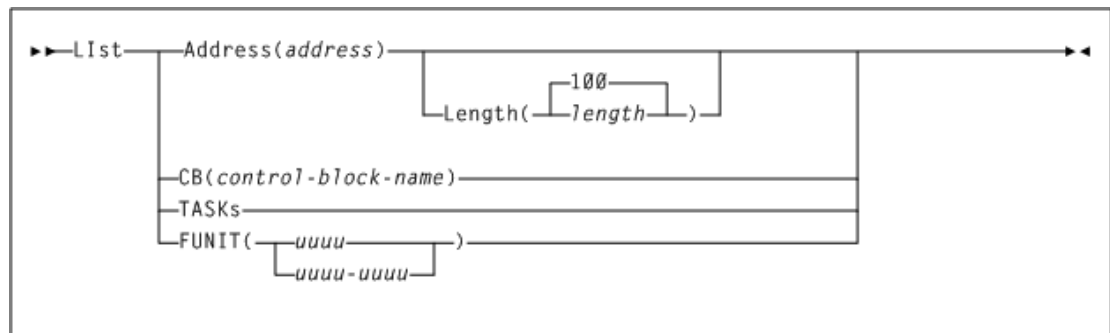 LIst Address(address)
100
Length( length )
CB(control-block-name)
TASKs
FUNIT( uuuu )
uuuu-uuuu